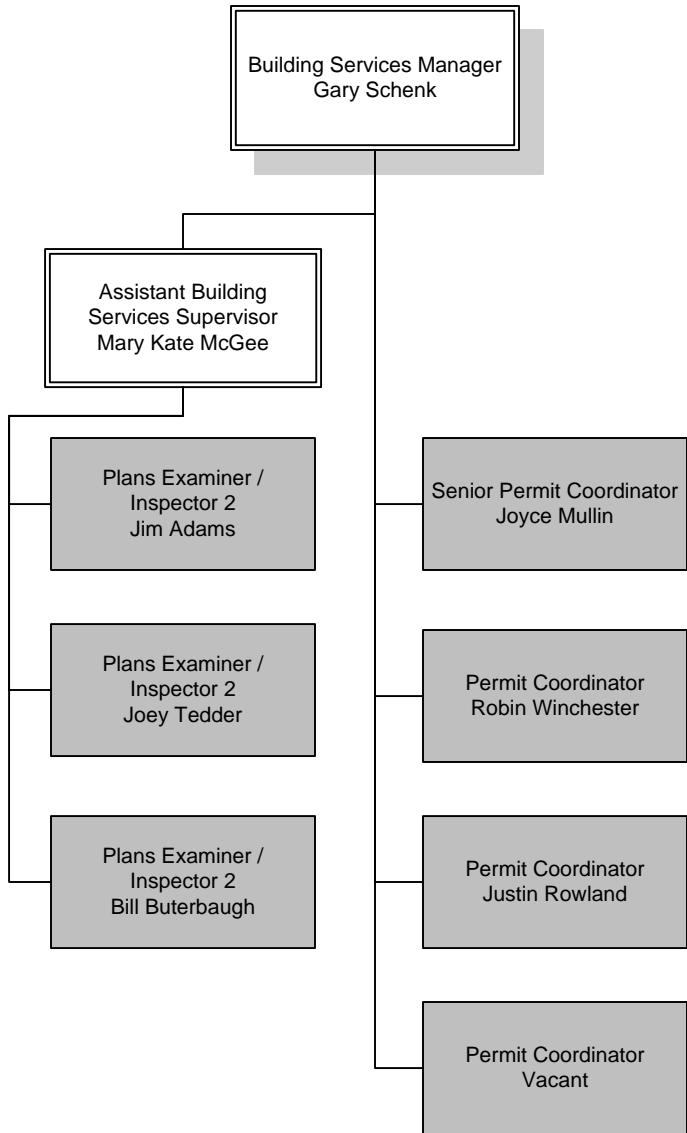 Building Services Manager
Gary Schenk
Assistant Building
Services Supervisor
Mary Kate McGee
Plans Examiner /
Inspector 2
Jim Adams
Plans Examiner /
Inspector 2
Joey Tedder
Plans Examiner /
Inspector 2
Bill Buterbaugh
Senior Permit Coordinator
Joyce Mullin
Permit Coordinator
Robin Winchester
Permit Coordinator
Justin Rowland
Permit Coordinator
Vacant